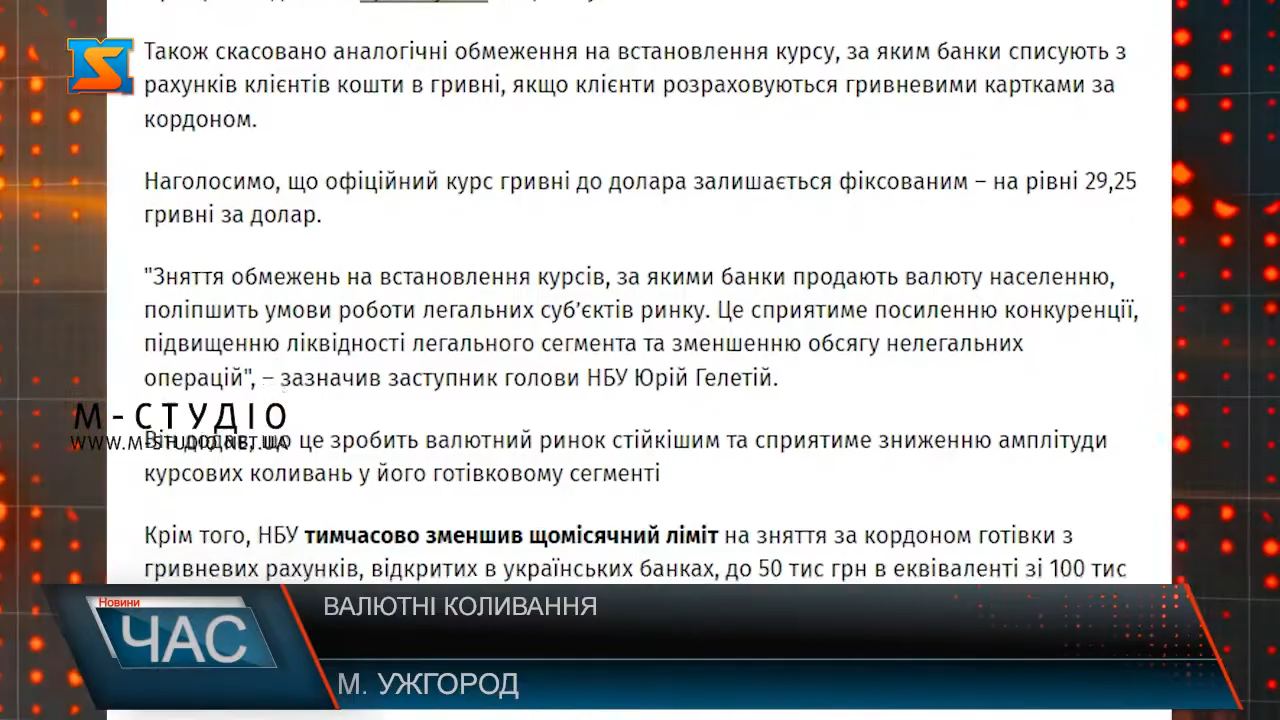 Також скасовано аналогічні обмеження на встановлення курсу, за яким банки списують з
рахунків клієнтів кошти в гривні, якщо клієнти розраховуються гривневими картками за
кордоном.
Наголосимо, що офіційний курс гривні до долара залишається фіксованим – на рівні 29,25
гривні за долар.
"Зняття обмежень на встановлення курсів, за якими банки продають валюту населенню,
поліпшить умови роботи легальних суб’єктів ринку. Це сприятиме посиленню конкуренції,
підвищенню ліквідності легального сегмента та зменшенню обсягу нелегальних
операцій", – зазначив заступник голови НБУ Юрій Гелетій.
М-СТУДІО
WWW.M-STUDIO.NET.UA
Він додав, що це зробить валютний ринок стійкішим та сприятиме зниженню амплітуди
курсових коливань у його готівковому сегменті
Крім того, НБУ тимчасово зменшив щомісячний ліміт на зняття за кордоном готівки з
гривневих рахунків, відкритих в українських банках, до 50 тис грн в еквіваленті зі 100 тис
Новини
ЧАС
ВАЛЮТНІ КОЛИВАННЯ
М. УЖГОРОД